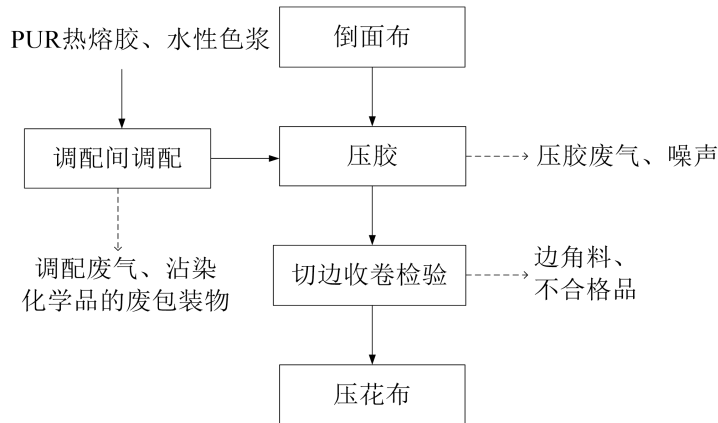 PUR热熔胶、水性色浆
倒面布
调配间调配
压胶
压胶废气、噪声
调配废气、沾染
化学品的废包装物
切边收卷检验
边角料、
不合格品
压花布